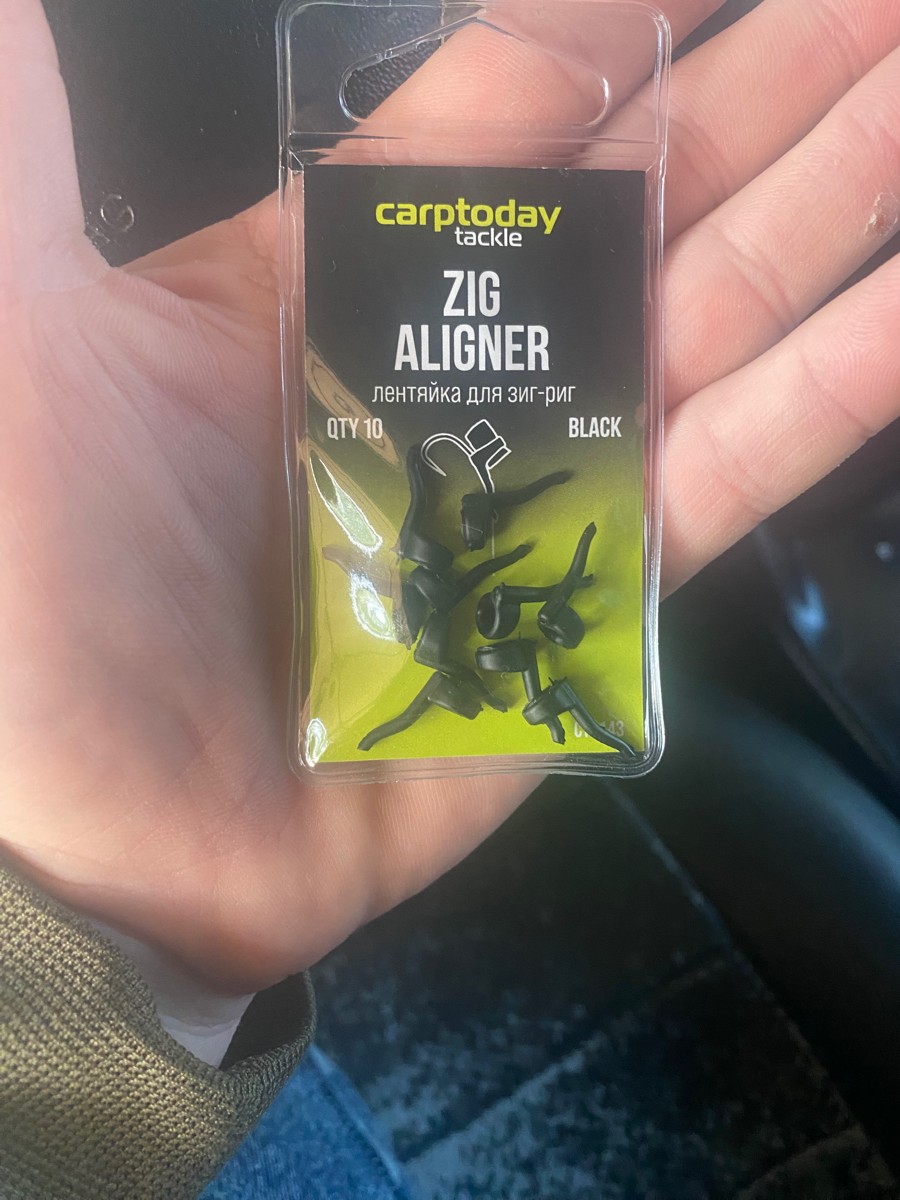 carptoday
tackle
ZIG
ALIGNER
лентяйка для зиг-риг
QTY 10
BLACK